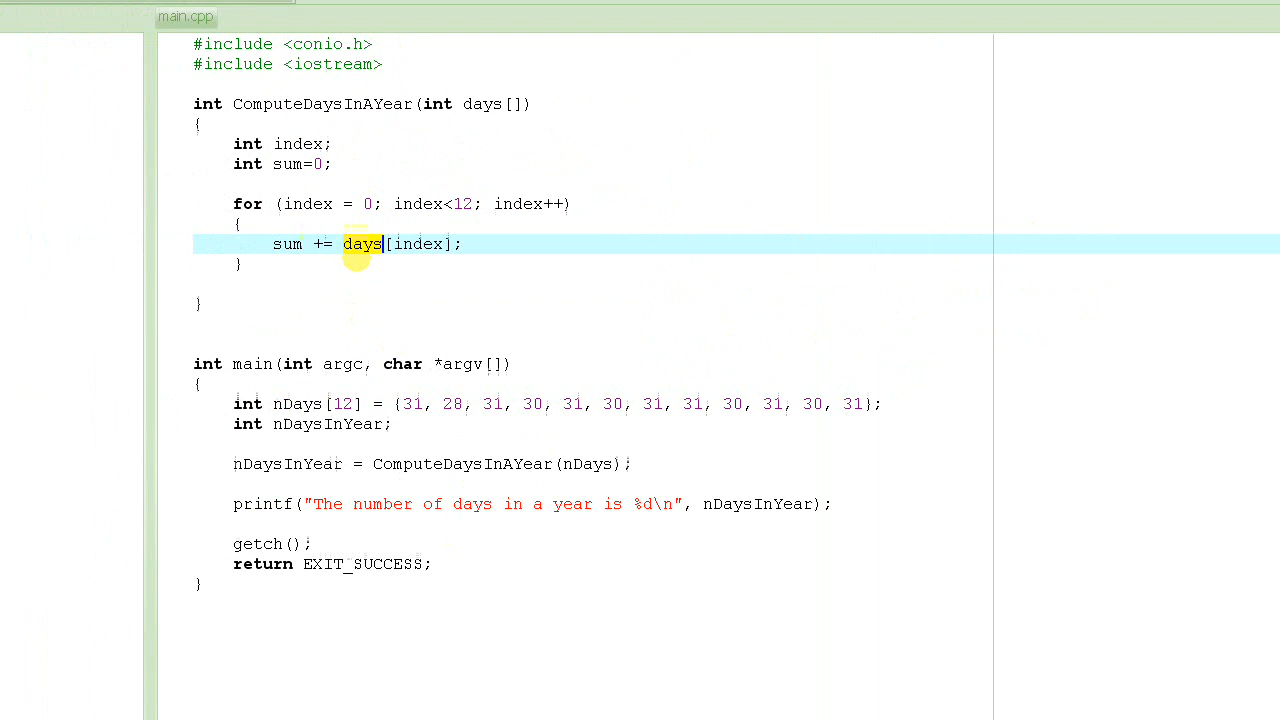 main.cpp
#include <conio.h>
#include <iostream>
int ComputeDaysInAYear(int days[])
{
int index;
int sum=0;
for (index = 0; index<12; index++)
{
sum += days[index];
}
}
int main(int argc, char *argv[])
{
int nDays[12] = {31, 28, 31, 30, 31, 30, 31, 31, 30, 31, 30, 31};
int nDaysInYear;
nDaysInYear = ComputeDaysInAYear(nDays);
printf("The number of days in a year is %d\n", nDaysInYear);
getch();
return EXIT_SUCCESS;
}